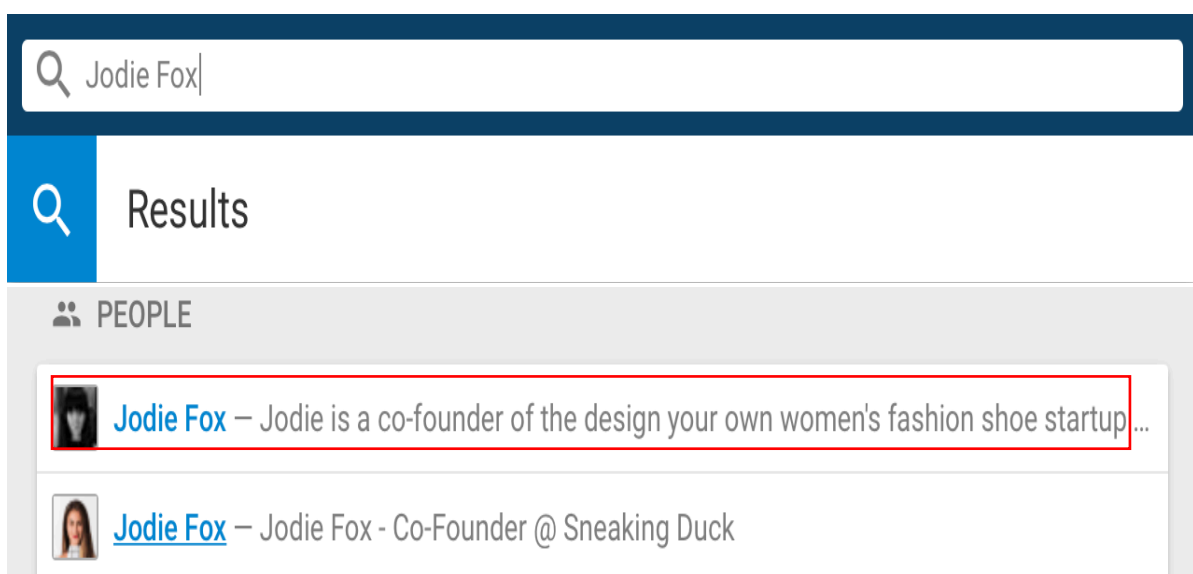 Jodie Fox
Results
PEOPLE
Jodie Fox – Jodie is a co-founder of the design your own women's fashion shoe startup ...
Jodie Fox – Jodie Fox - Co-Founder @ Sneaking Duck